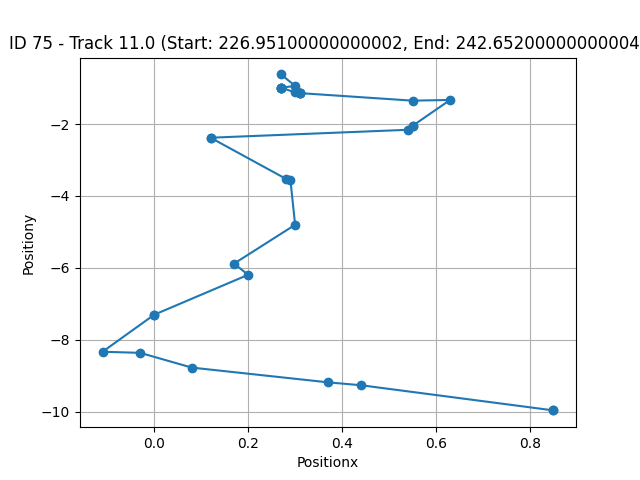 ID 75 - Track 11.0 (Start: 226.95100000000002, End: 242.65200000000004
−2
−4
−6
−8
−10
Positiony
0.0 0.2 0.4 0.6 0.8
Positionx